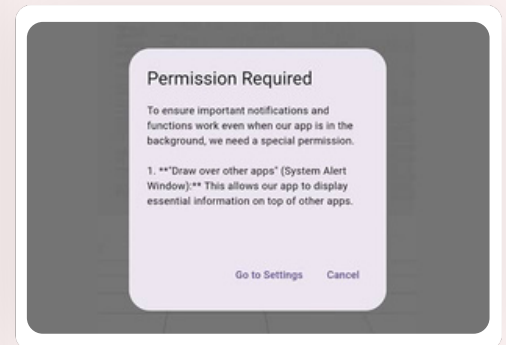 Permission Required
To ensure important notifications and
functions work even when our app is in the
background, we need a special permission.
1. **"Draw over other apps" (System Alert
Window):** This allows our app to display
essential information on top of other apps.
Go to Settings Cancel